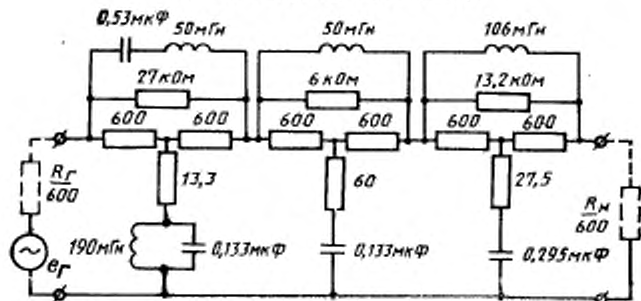 0,53мкФ 50мГн 50мГн 106мГн
27кОм 6кОм 13,2кОм
600 600 600 600 600 600
Rг
600
13,3 60 27,5
Rн
600
190мГн 0,133мкФ 0,133мкФ 0,295мкФ
eг